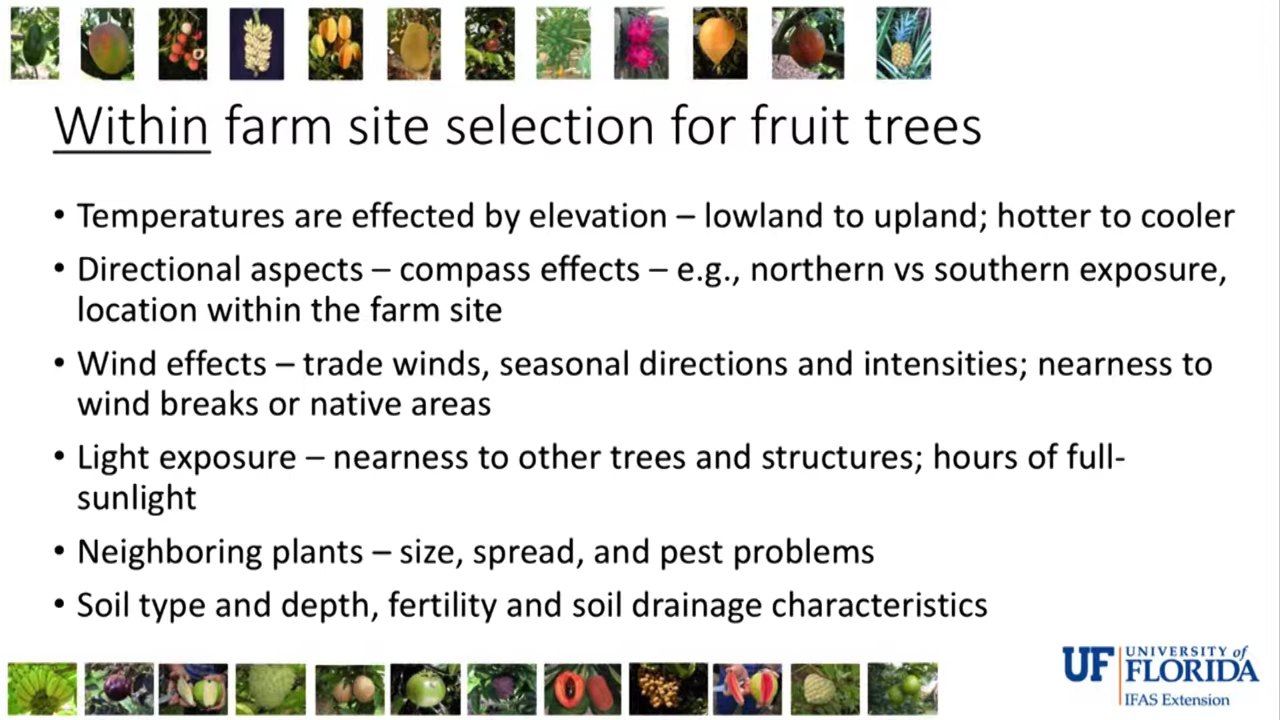 Within farm site selection for fruit trees
• Temperatures are effected by elevation – lowland to upland; hotter to cooler
• Directional aspects – compass effects – e.g., northern vs southern exposure,
location within the farm site
• Wind effects – trade winds, seasonal directions and intensities; nearness to
wind breaks or native areas
• Light exposure – nearness to other trees and structures; hours of full-
sunlight
• Neighboring plants – size, spread, and pest problems
• Soil type and depth, fertility and soil drainage characteristics
UF UNIVERSITY of
FLORIDA
IFAS Extension